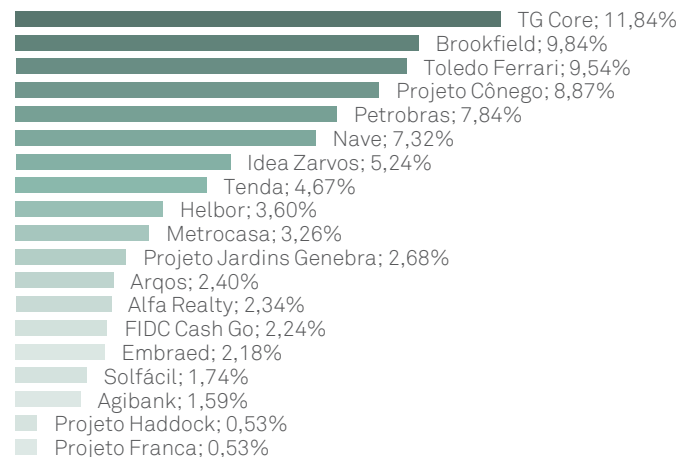 TG Core; 11,84%
Brookfield; 9,84%
Toledo Ferrari; 9,54%
Projeto Cônego; 8,87%
Petrobras; 7,84%
Nave; 7,32%
Idea Zarvos; 5,24%
Tenda; 4,67%
Helbor; 3,60%
Metrocasa; 3,26%
Projeto Jardins Genebra; 2,68%
Arqos; 2,40%
Alfa Realty; 2,34%
FIDC Cash Go; 2,24%
Embraed; 2,18%
Solfácil; 1,74%
Agibank; 1,59%
Projeto Haddock; 0,53%
Projeto Franca; 0,53%